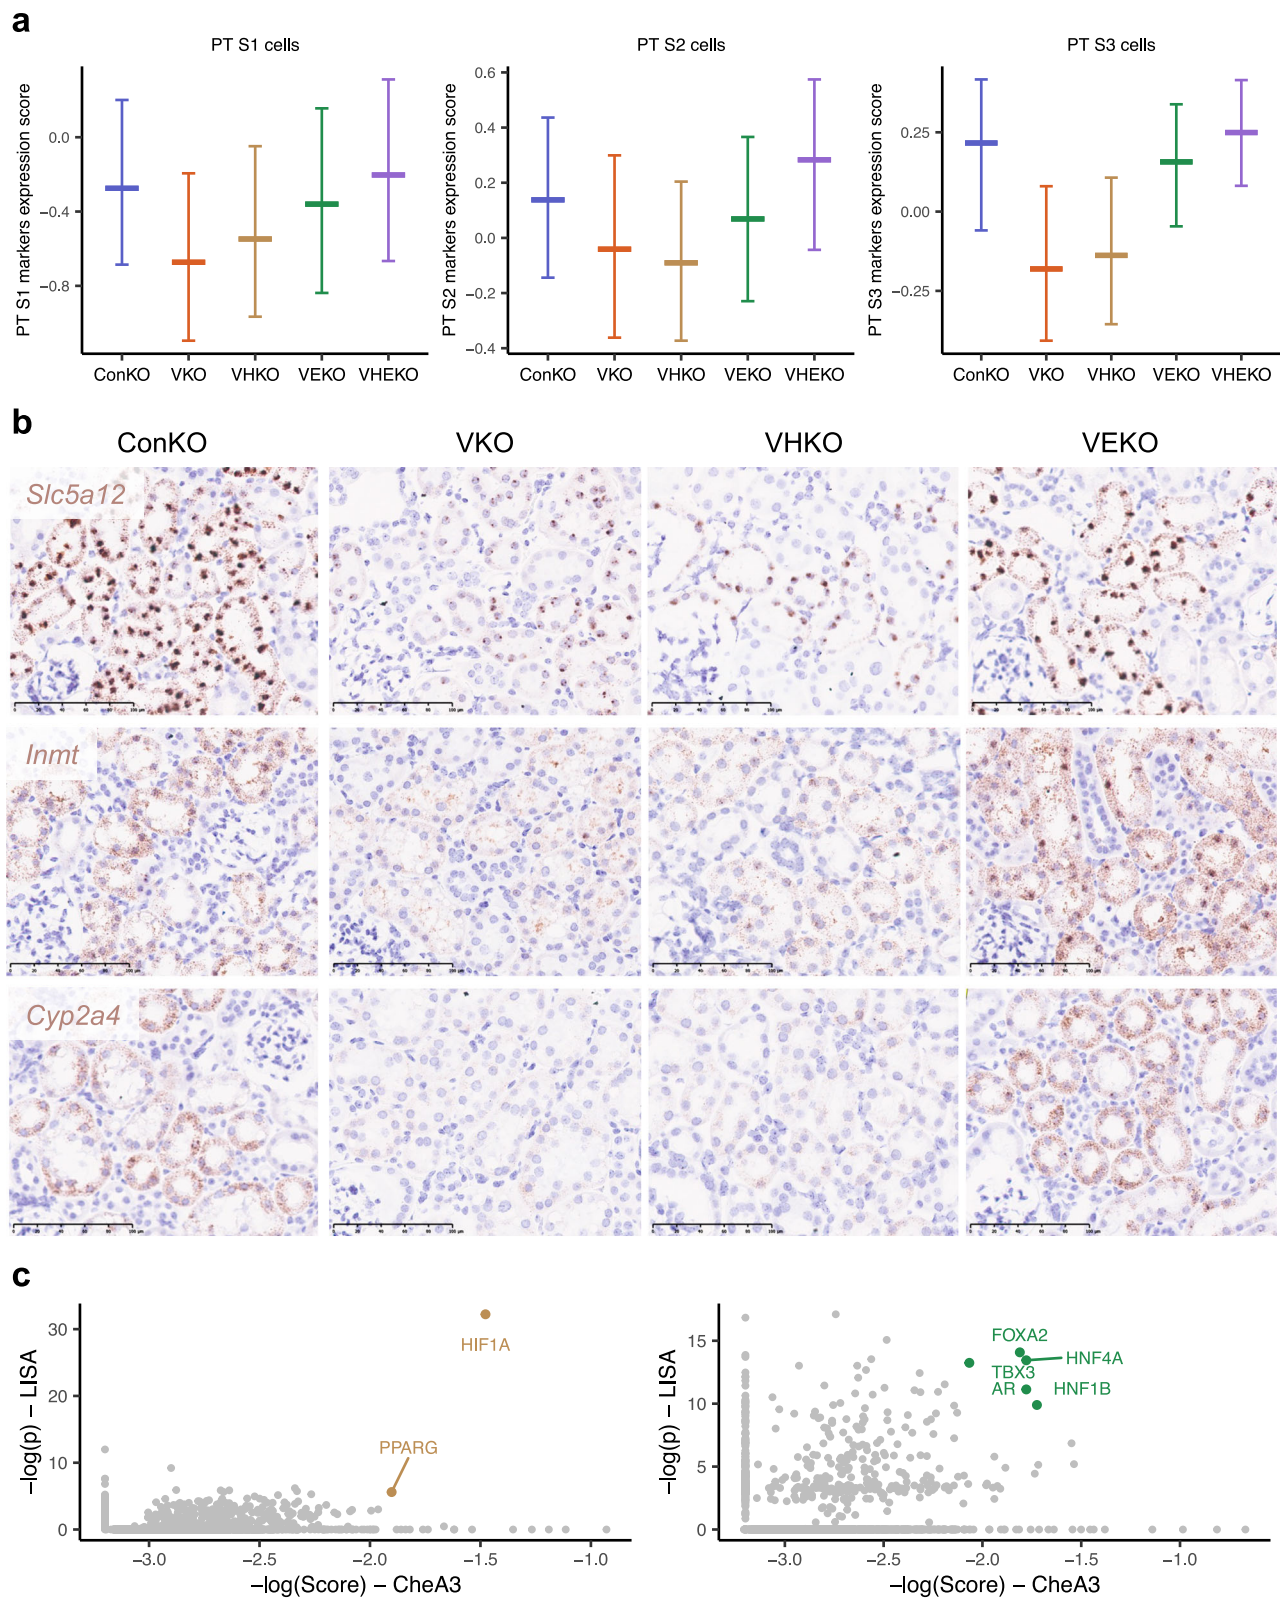 a
PT S1 cells
PT S2 cells
PT S3 cells
PT S1 markers expression score
0.0
−0.4
−0.8
ConKO VKO VHKO VEKO VHEKO
PT S2 markers expression score
0.6
0.4
0.2
0.0
−0.2
−0.4
ConKO VKO VHKO VEKO VHEKO
PT S3 markers expression score
0.25
0.00
−0.25
ConKO VKO VHKO VEKO VHEKO
b
ConKO VKO VHKO VEKO
Slc5a12
Inmt
Cyp2a4
c
−log(p) − LISA
30
20
10
0
HIF1A
PPARG
−3.0 −2.5 −2.0 −1.5 −1.0
−log(Score) − CheA3
−log(p) − LISA
15
10
5
0
FOXA2
HNF4A
TBX3
AR HNF1B
−3.0 −2.5 −2.0 −1.5 −1.0
−log(Score) − CheA3